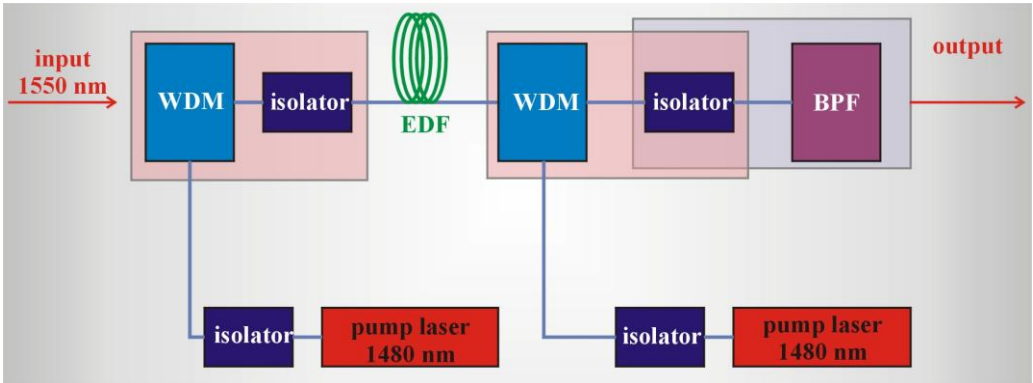 input
1550 nm
WDM
isolator
EDF
WDM
isolator
BPF
output
isolator
pump laser
1480 nm
isolator
pump laser
1480 nm